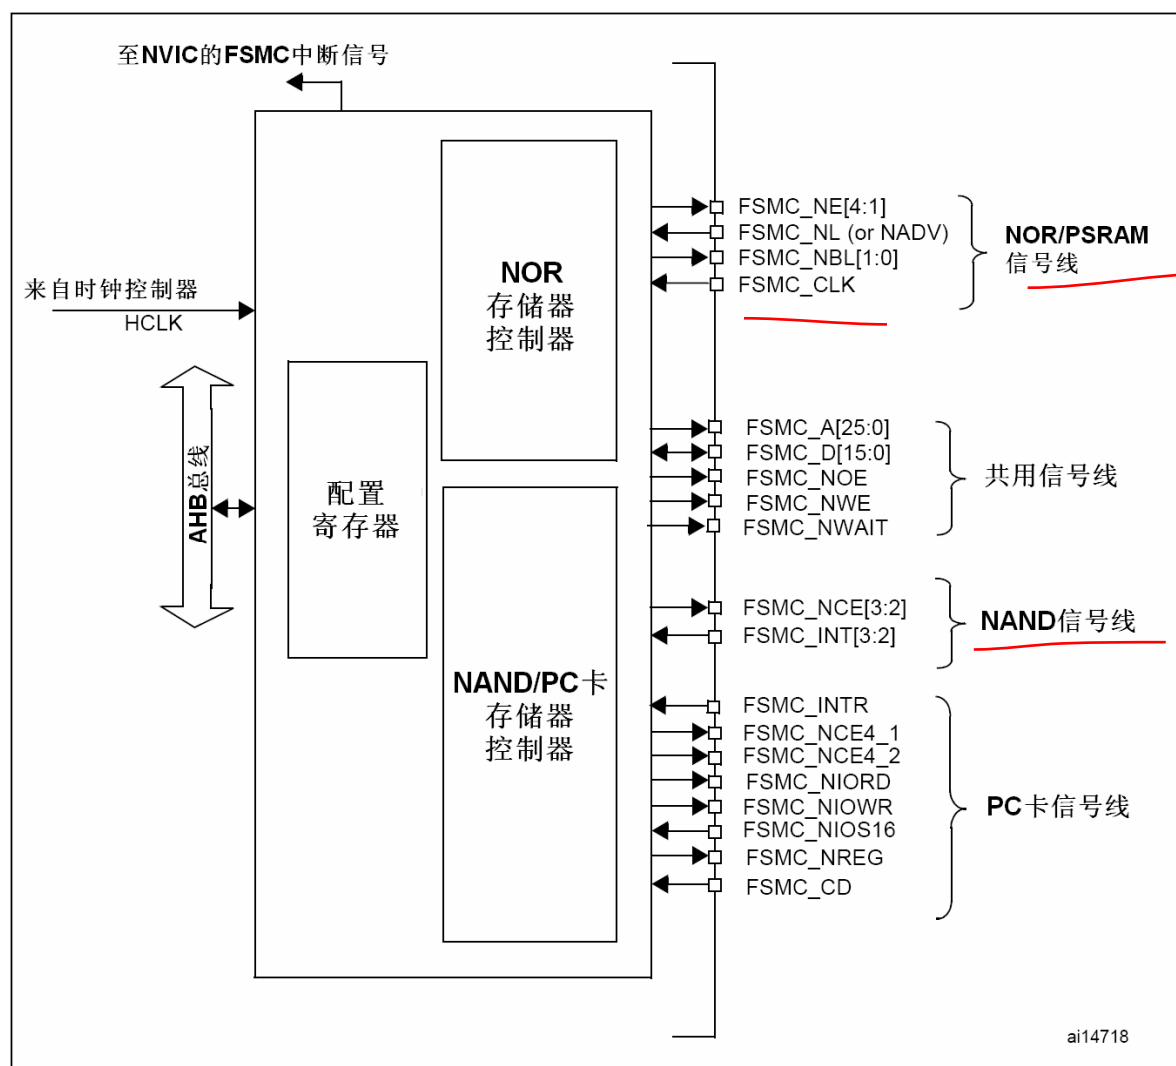 至NVIC的FSMC中断信号
来自时钟控制器
HCLK
AHB总线
配置
寄存器
NOR
存储器
控制器
NAND/PC卡
存储器
控制器
FSMC_NE[4:1]
FSMC_NL (or NADV)
FSMC_NBL[1:0]
FSMC_CLK
NOR/PSRAM
信号线
FSMC_A[25:0]
FSMC_D[15:0]
FSMC_NOE
FSMC_NWE
FSMC_NWAIT
共用信号线
FSMC_NCE[3:2]
FSMC_INT[3:2]
NAND信号线
FSMC_INTR
FSMC_NCE4_1
FSMC_NCE4_2
FSMC_NIORD
FSMC_NIOWR
FSMC_NIOS16
FSMC_NREG
FSMC_CD
PC卡信号线
ai14718